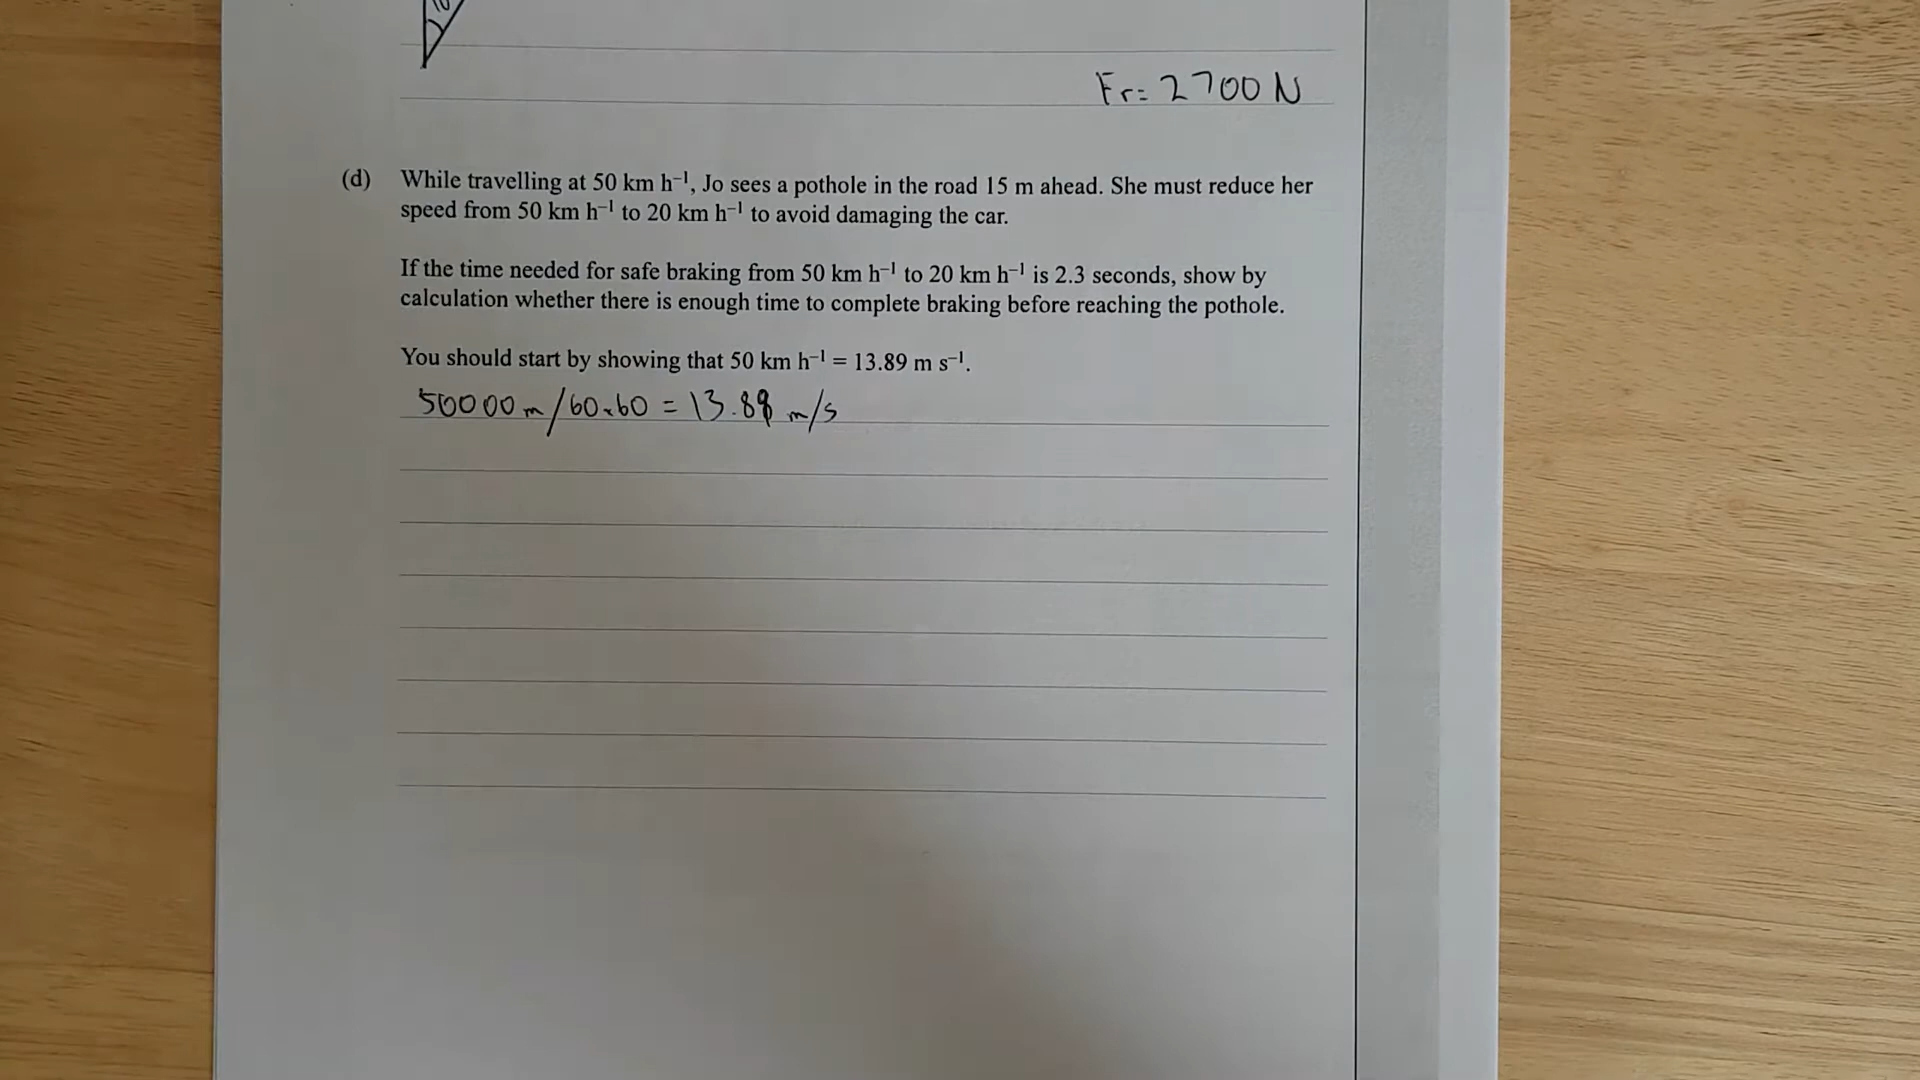 Fr= 2700 N
(d) While travelling at 50 km h⁻¹, Jo sees a pothole in the road 15 m ahead. She must reduce her
speed from 50 km h⁻¹ to 20 km h⁻¹ to avoid damaging the car.
If the time needed for safe braking from 50 km h⁻¹ to 20 km h⁻¹ is 2.3 seconds, show by
calculation whether there is enough time to complete braking before reaching the pothole.
You should start by showing that 50 km h⁻¹ = 13.89 m s⁻¹.
50000 m/60×60 = 13.89 m/s